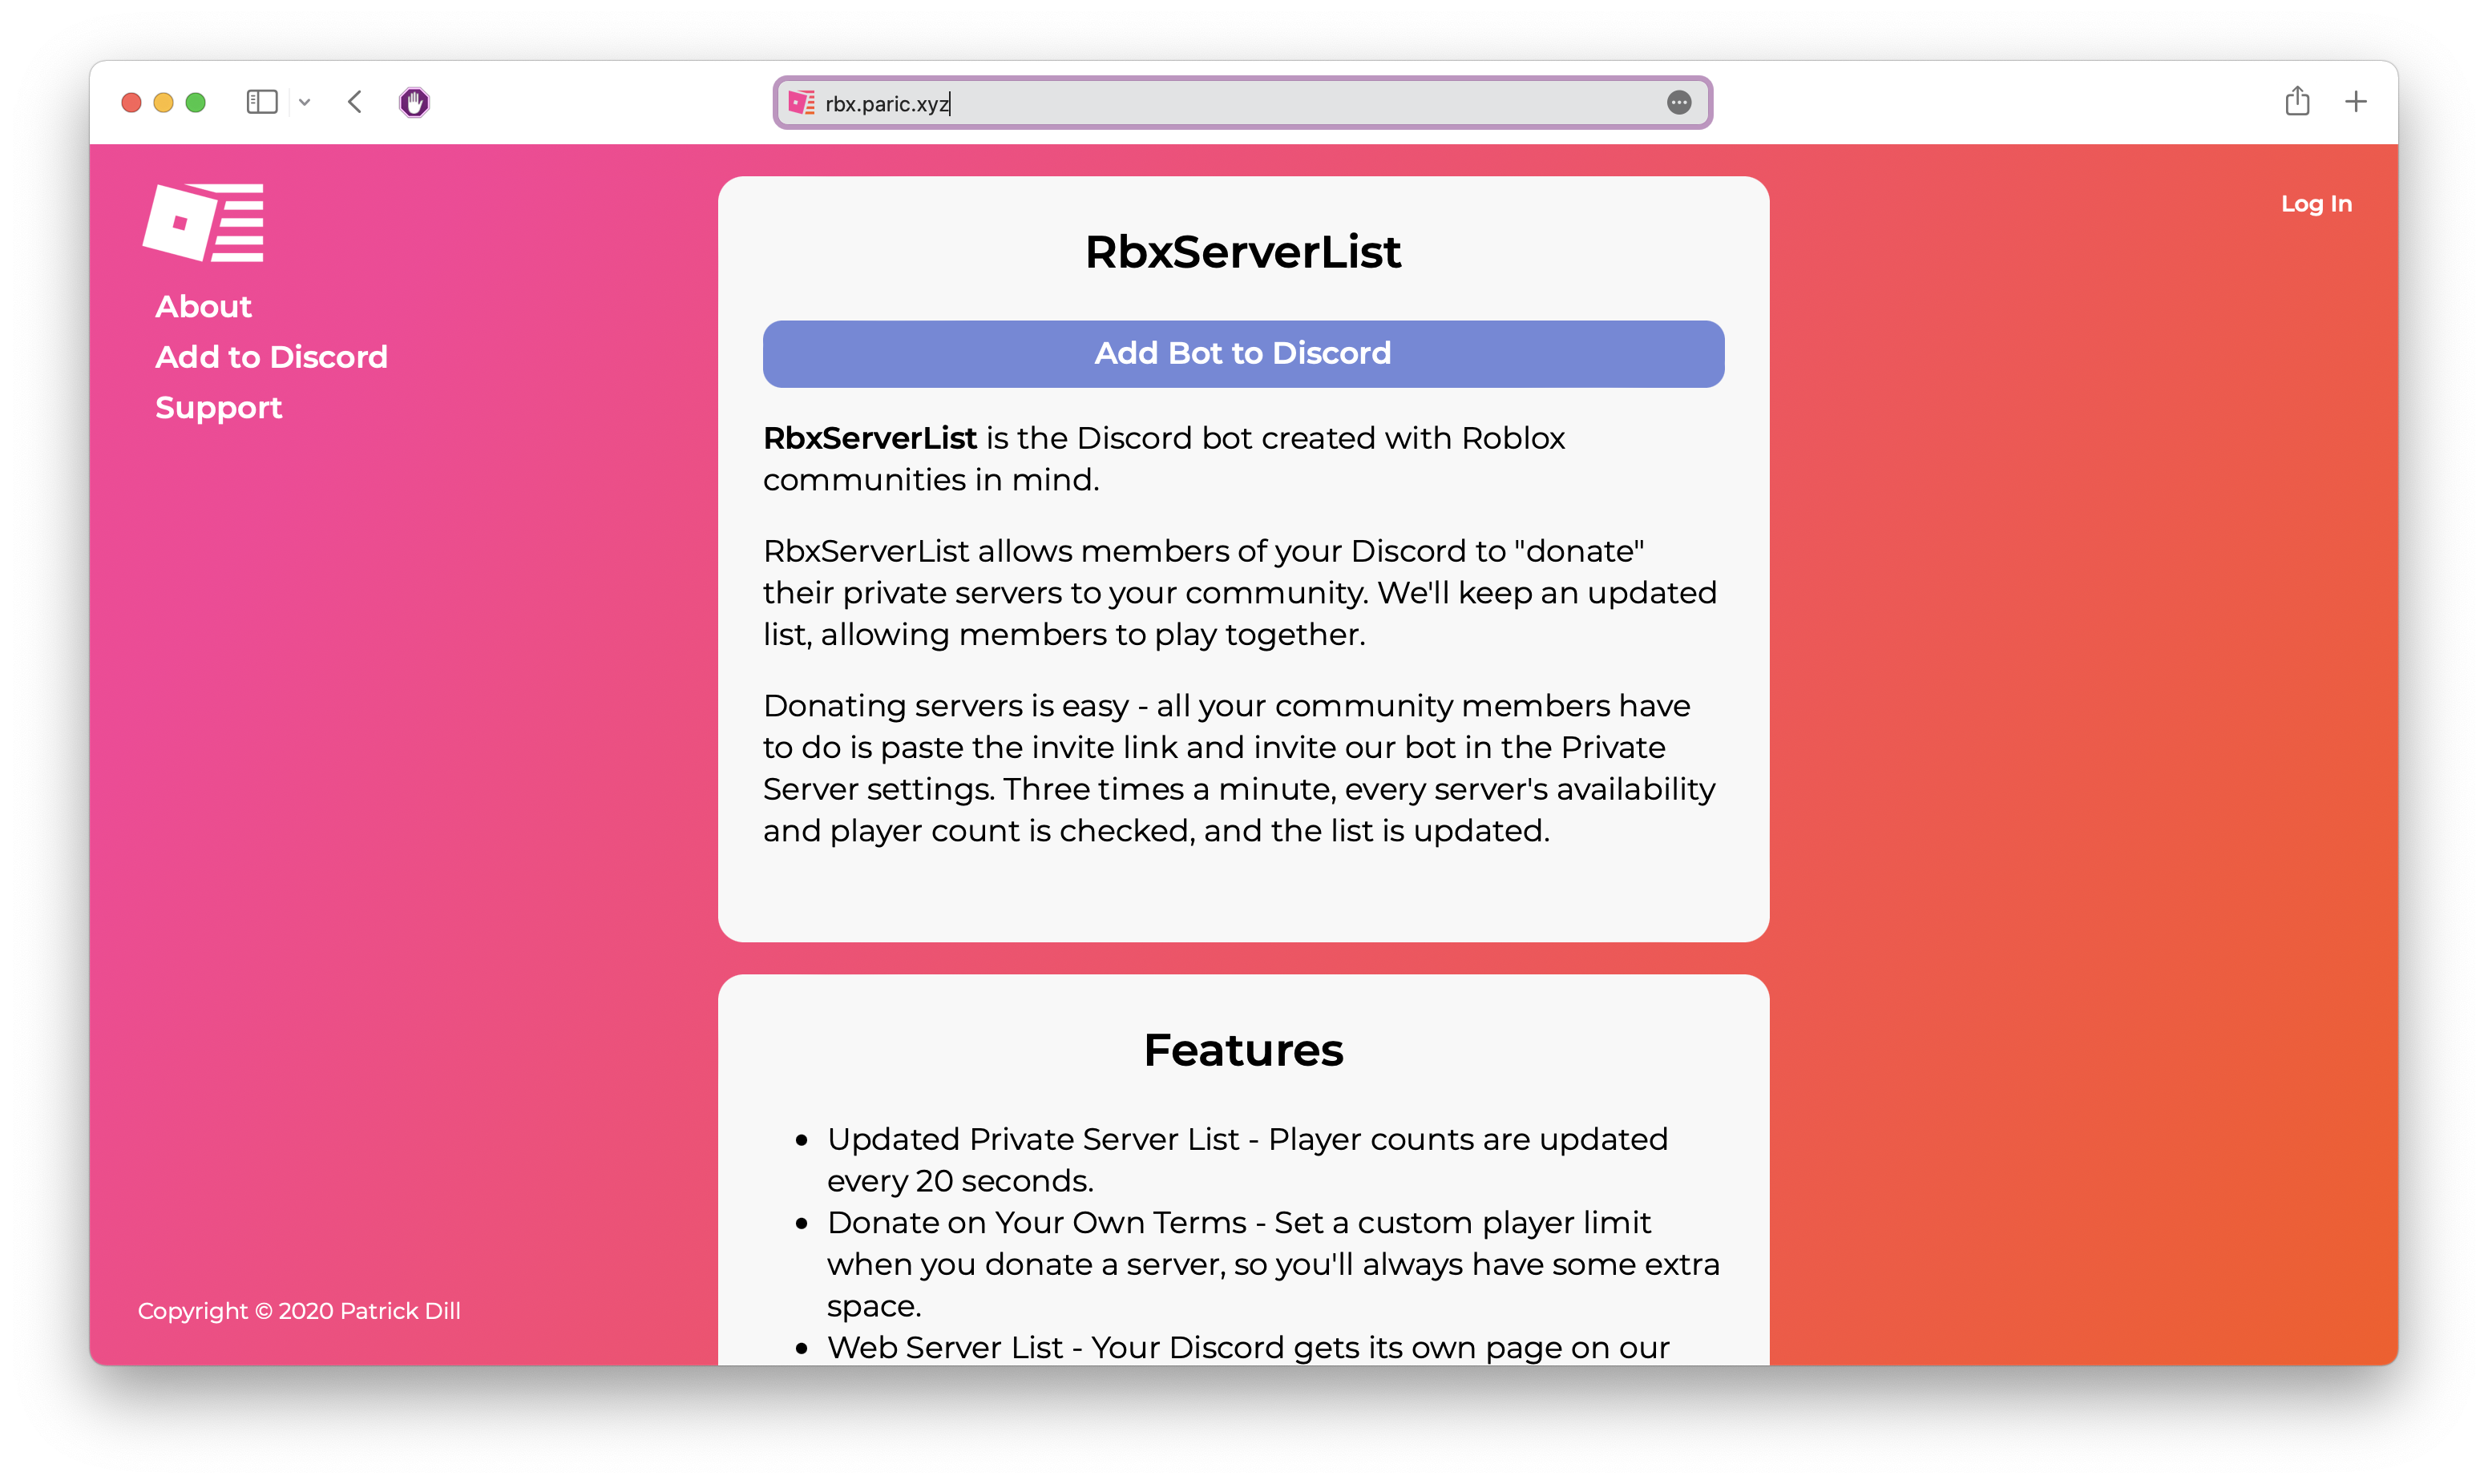 rbx.paric.xyz
Log In
About
Add to Discord
Support
RbxServerList
Add Bot to Discord
RbxServerList is the Discord bot created with Roblox
communities in mind.
RbxServerList allows members of your Discord to "donate"
their private servers to your community. We'll keep an updated
list, allowing members to play together.
Donating servers is easy - all your community members have
to do is paste the invite link and invite our bot in the Private
Server settings. Three times a minute, every server's availability
and player count is checked, and the list is updated.
Features
• Updated Private Server List - Player counts are updated
every 20 seconds.
• Donate on Your Own Terms - Set a custom player limit
when you donate a server, so you'll always have some extra
space.
• Web Server List - Your Discord gets its own page on our
Copyright © 2020 Patrick Dill